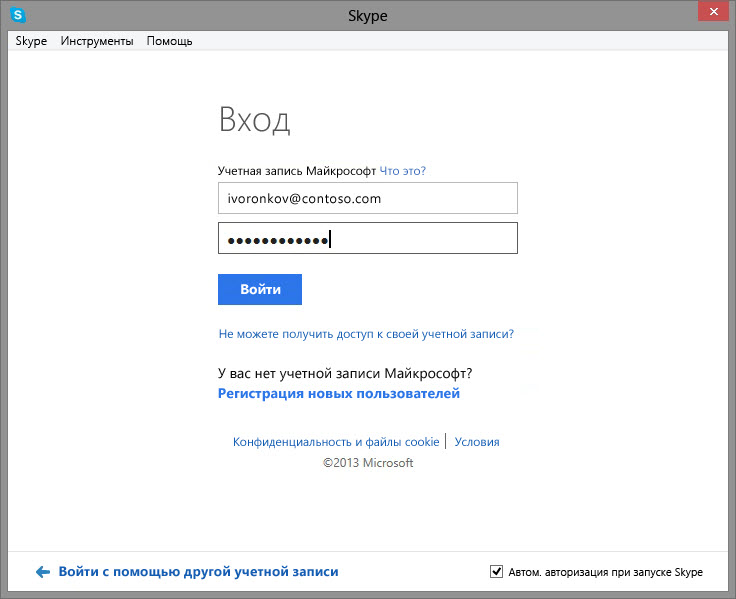 Skype
Skype Инструменты Помощь
Вход
Учетная запись Майкрософт Что это?
ivoronkov@contoso.com
••••••••••••
Войти
Не можете получить доступ к своей учетной записи?
У вас нет учетной записи Майкрософт?
Регистрация новых пользователей
Конфиденциальность и файлы cookie | Условия
©2013 Microsoft
Войти с помощью другой учетной записи
Автом. авторизация при запуске Skype